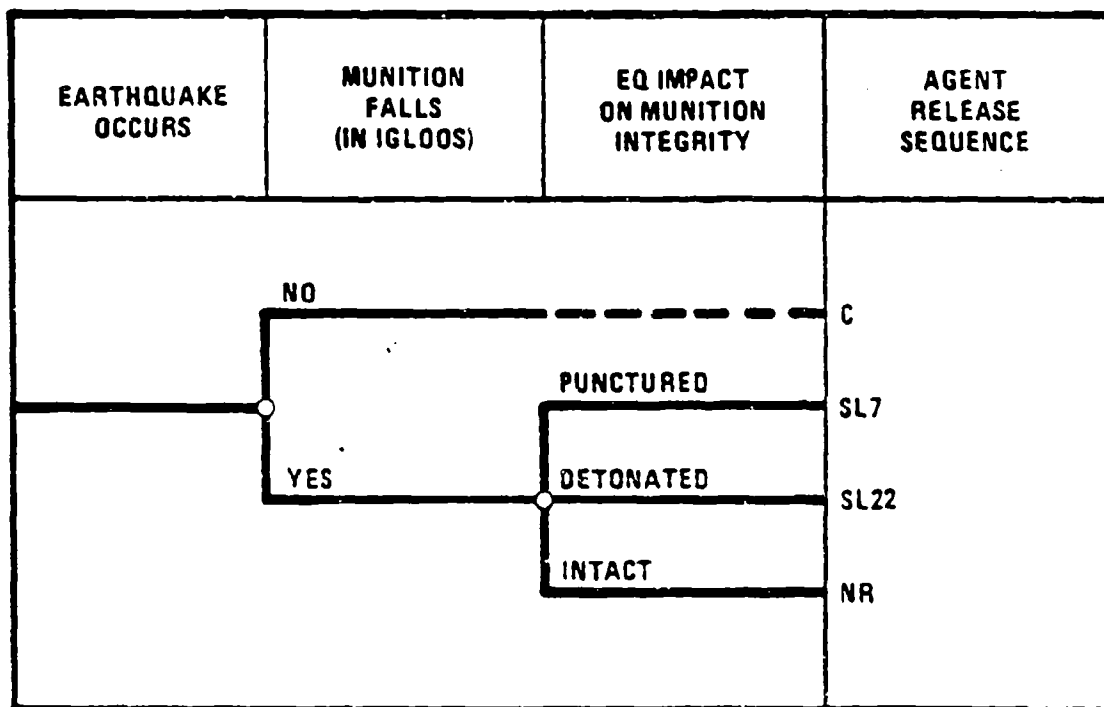 EARTHQUAKE
OCCURS
MUNITION
FALLS
(IN IGLOOS)
EQ IMPACT
ON MUNITION
INTEGRITY
AGENT
RELEASE
SEQUENCE
NO
C
PUNCTURED
SL7
YES
DETONATED
SL22
INTACT
NR